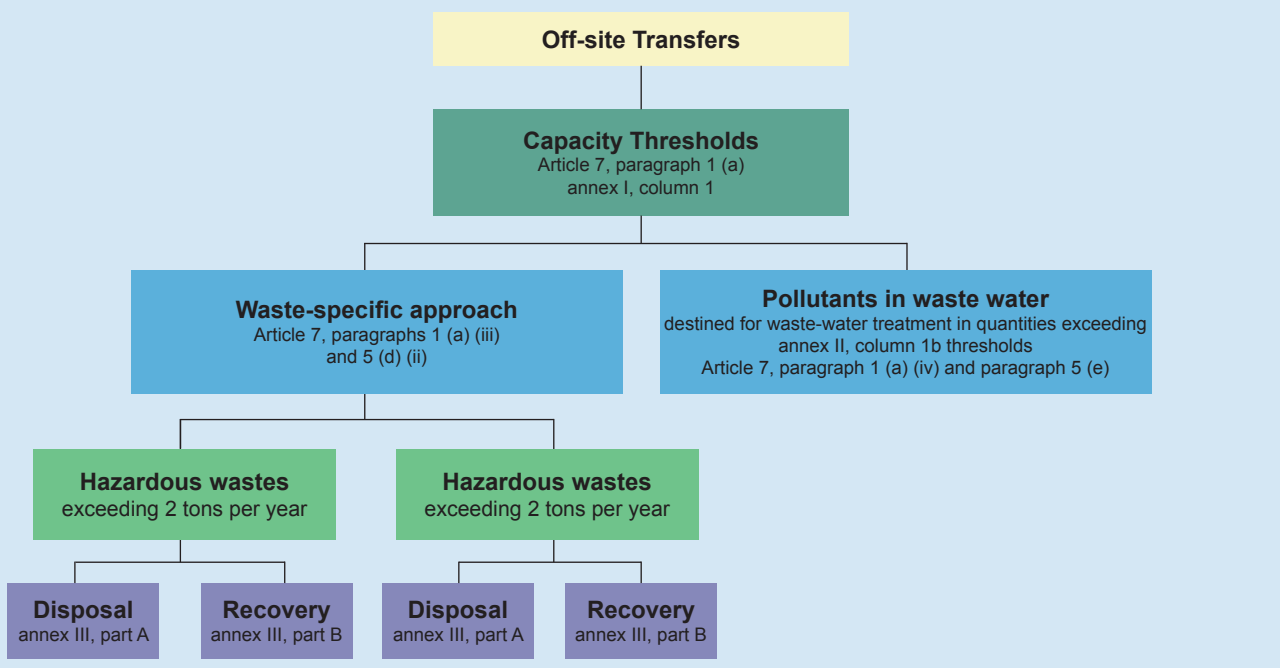 Off-site Transfers
Capacity Thresholds
Article 7, paragraph 1 (a)
annex I, column 1
Waste-specific approach
Article 7, paragraphs 1 (a) (iii)
and 5 (d) (ii)
Pollutants in waste water
destined for waste-water treatment in quantities exceeding
annex II, column 1b thresholds
Article 7, paragraph 1 (a) (iv) and paragraph 5 (e)
Hazardous wastes
exceeding 2 tons per year
Hazardous wastes
exceeding 2 tons per year
Disposal
annex III, part A
Recovery
annex III, part B
Disposal
annex III, part A
Recovery
annex III, part B